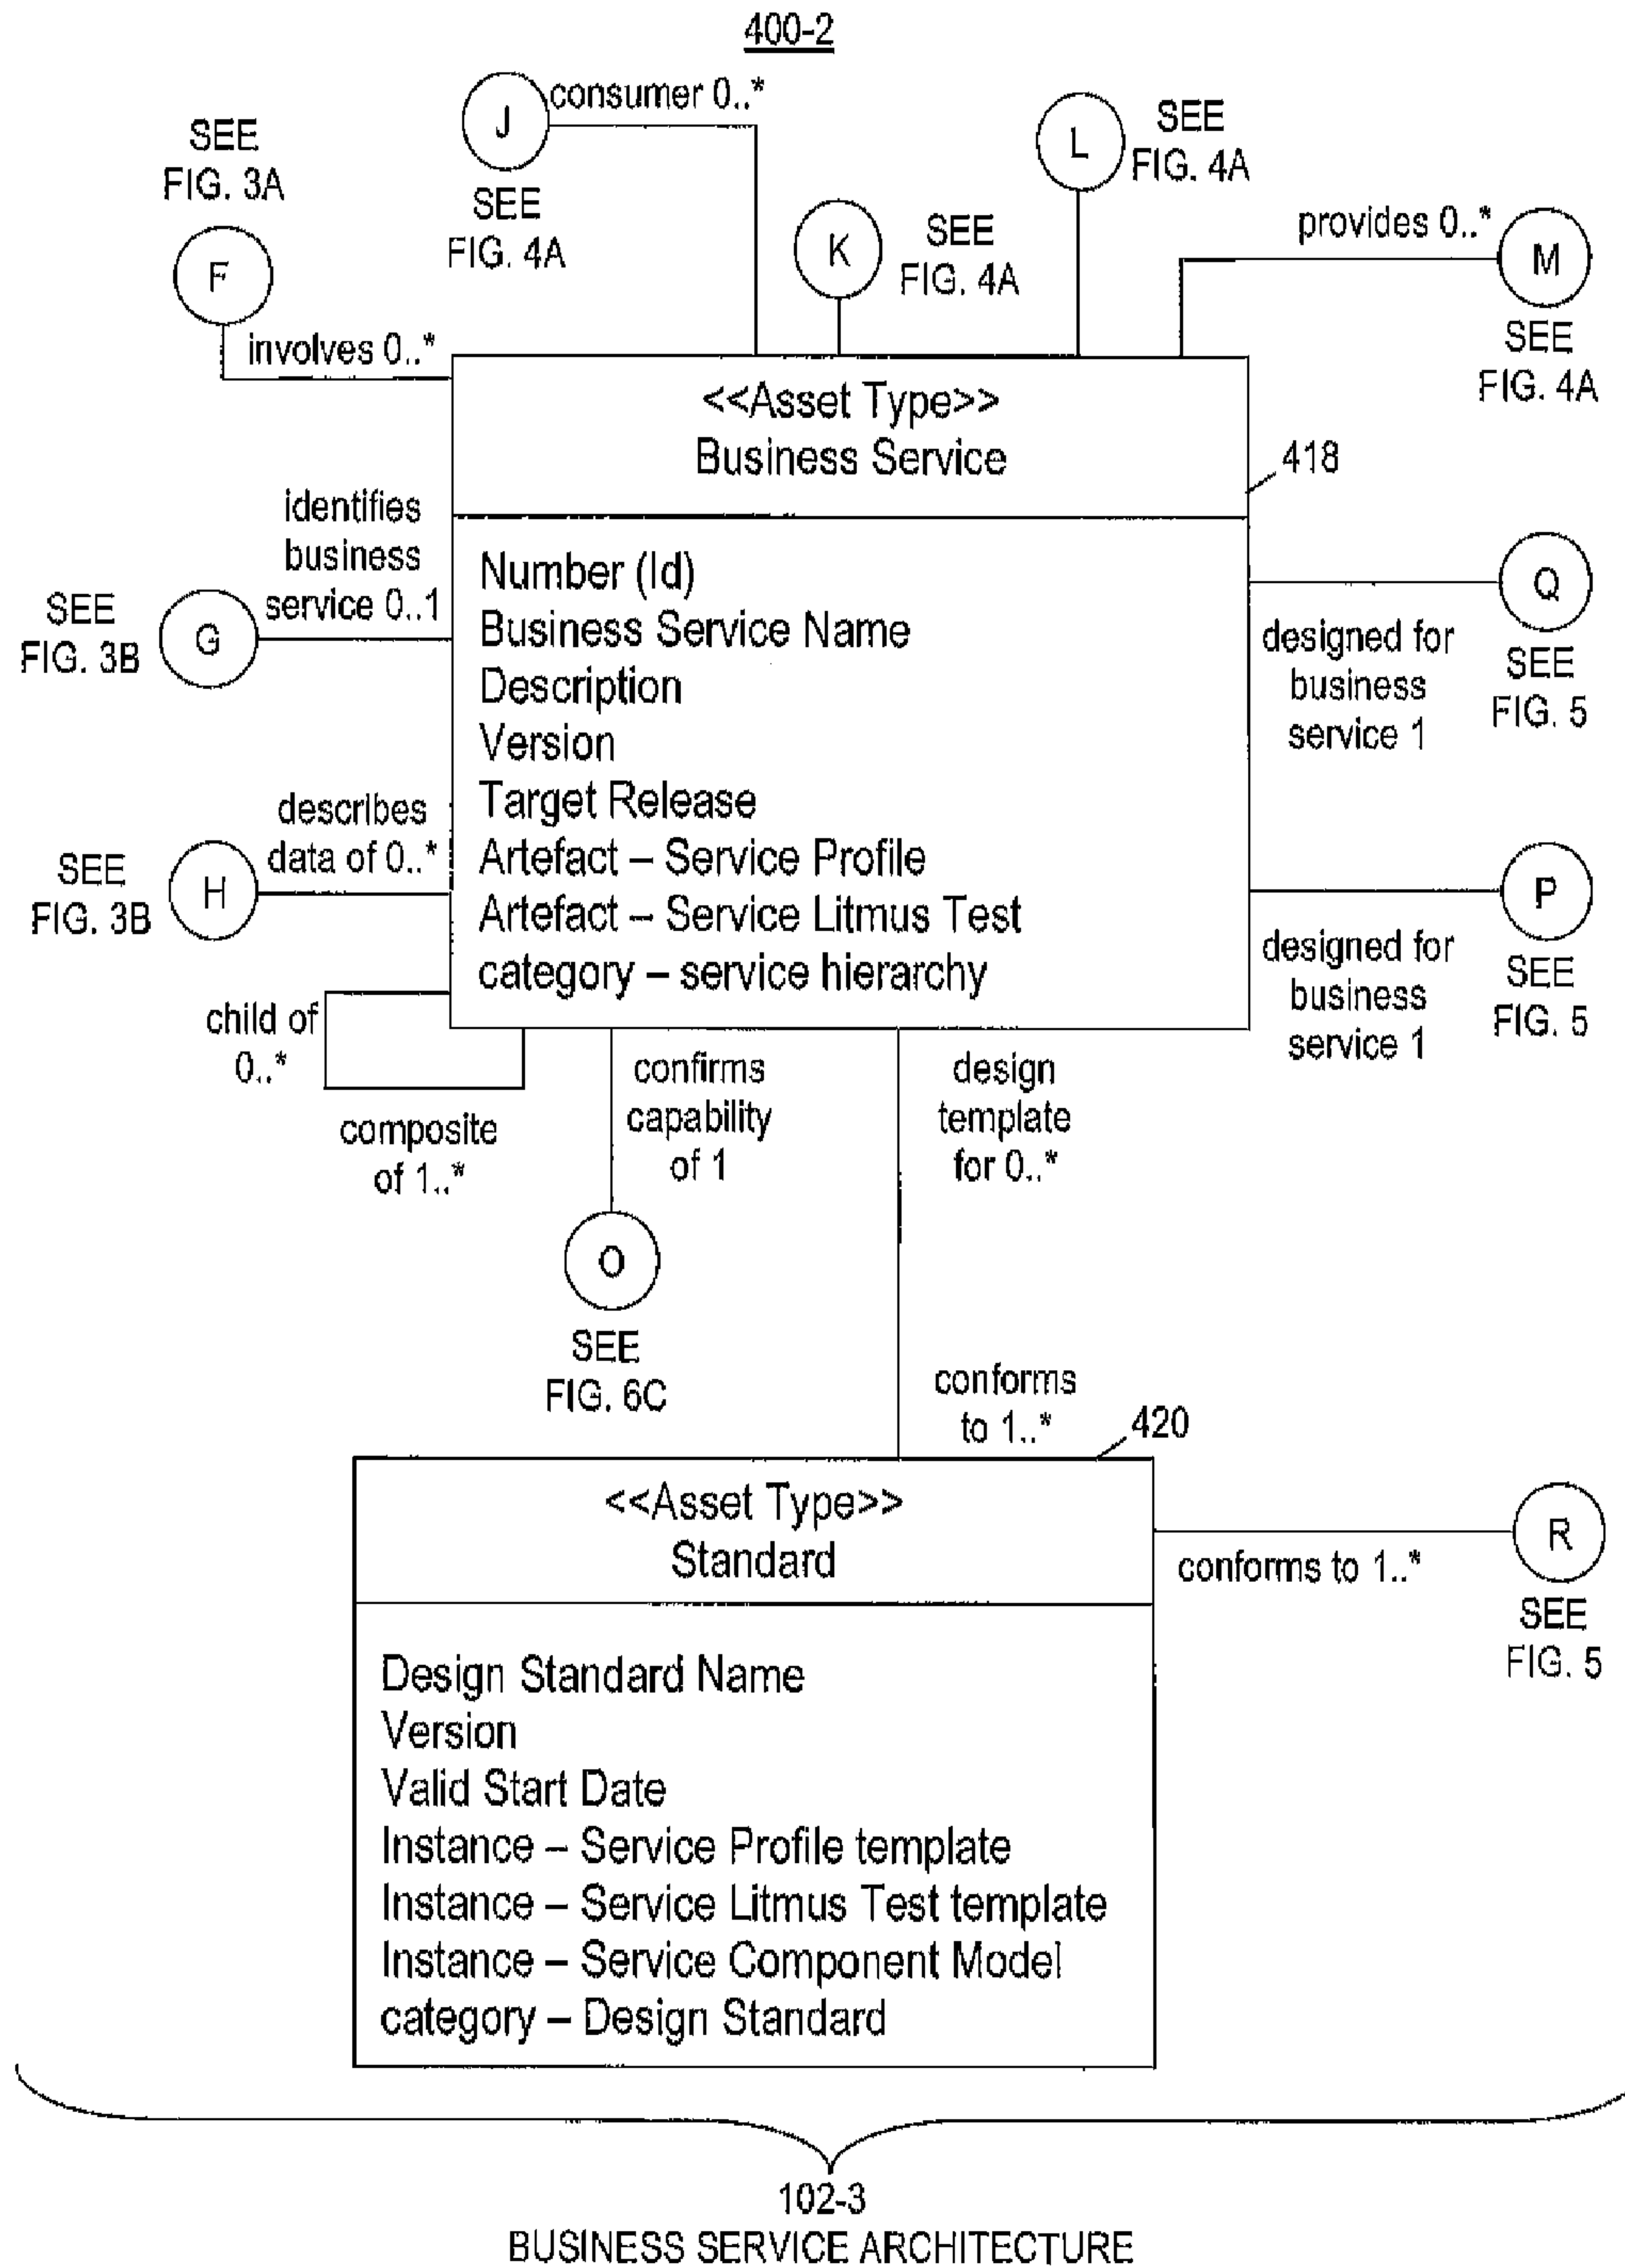 400-2
J
consumer 0..*
SEE
FIG. 4A
SEE
FIG. 3A
F
involves 0..*
K
SEE
FIG. 4A
L
SEE
FIG. 4A
provides 0..*
M
SEE
FIG. 4A
<<Asset Type>>
Business Service
418
Number (Id)
Business Service Name
Description
Version
Target Release
Artefact – Service Profile
Artefact – Service Litmus Test
category – service hierarchy
identifies
business
service 0..1
G
SEE
FIG. 3B
describes
data of 0..*
H
SEE
FIG. 3B
Q
SEE
FIG. 5
designed for
business
service 1
P
SEE
FIG. 5
designed for
business
service 1
child of
0..*
composite
of 1..*
confirms
capability
of 1
O
SEE
FIG. 6C
design
template
for 0..*
conforms
to 1..*
420
<<Asset Type>>
Standard
Design Standard Name
Version
Valid Start Date
Instance – Service Profile template
Instance – Service Litmus Test template
Instance – Service Component Model
category – Design Standard
conforms to 1..*
R
SEE
FIG. 5
102-3
BUSINESS SERVICE ARCHITECTURE